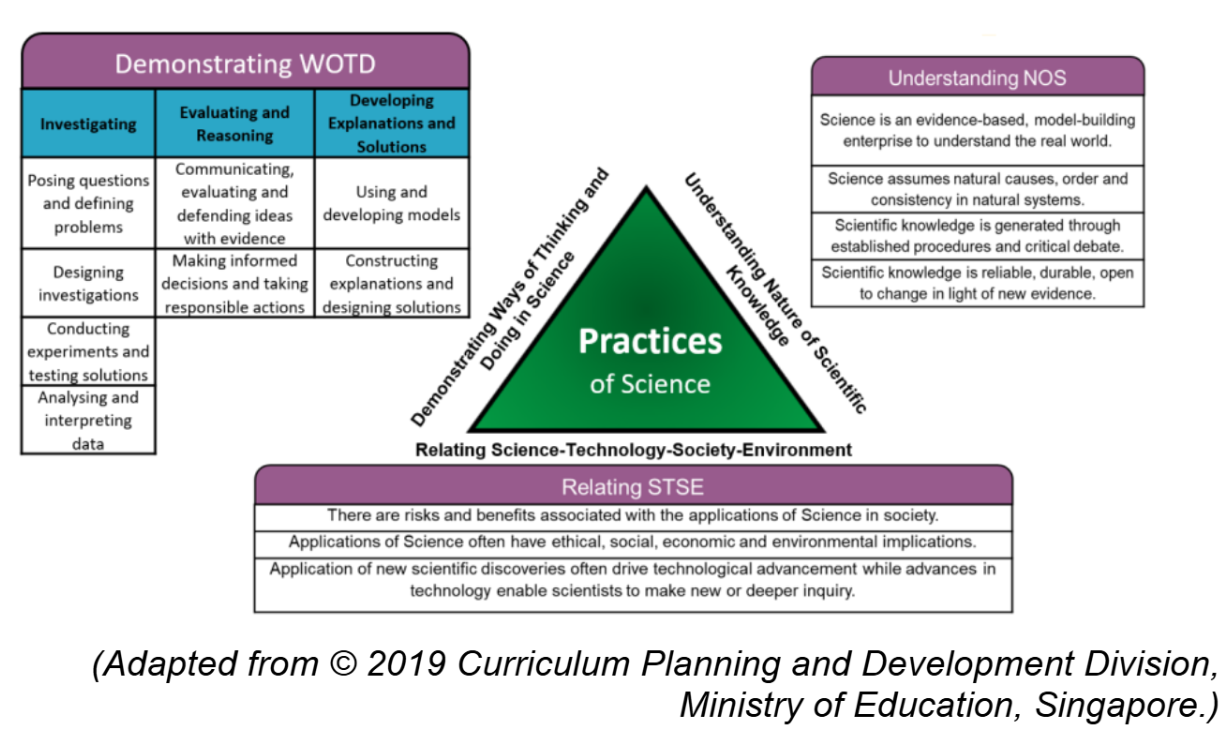 Demonstrating WOTD
Investigating
Evaluating and
Reasoning
Developing
Explanations and
Solutions
Posing questions
and defining
problems
Communicating,
evaluating and
defending ideas
with evidence
Using and
developing models
Designing
investigations
Making informed
decisions and taking
responsible actions
Constructing
explanations and
designing solutions
Conducting
experiments and
testing solutions
Analysing and
interpreting
data
Understanding NOS
Science is an evidence-based, model-building
enterprise to understand the real world.
Science assumes natural causes, order and
consistency in natural systems.
Scientific knowledge is generated through
established procedures and critical debate.
Scientific knowledge is reliable, durable, open
to change in light of new evidence.
Demonstrating Ways of Thinking and
Doing in Science
Understanding Nature of Scientific
Knowledge
Practices
of Science
Relating Science-Technology-Society-Environment
Relating STSE
There are risks and benefits associated with the applications of Science in society.
Applications of Science often have ethical, social, economic and environmental implications.
Application of new scientific discoveries often drive technological advancement while advances in
technology enable scientists to make new or deeper inquiry.
(Adapted from © 2019 Curriculum Planning and Development Division,
Ministry of Education, Singapore.)